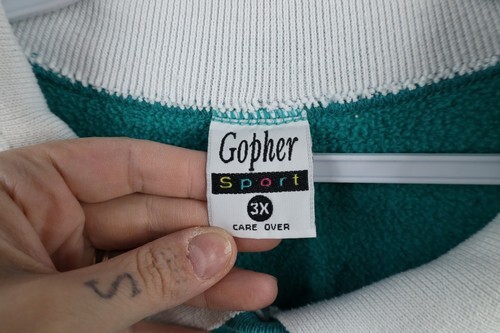 Gopher
Sport
3X
CARE OVER
S